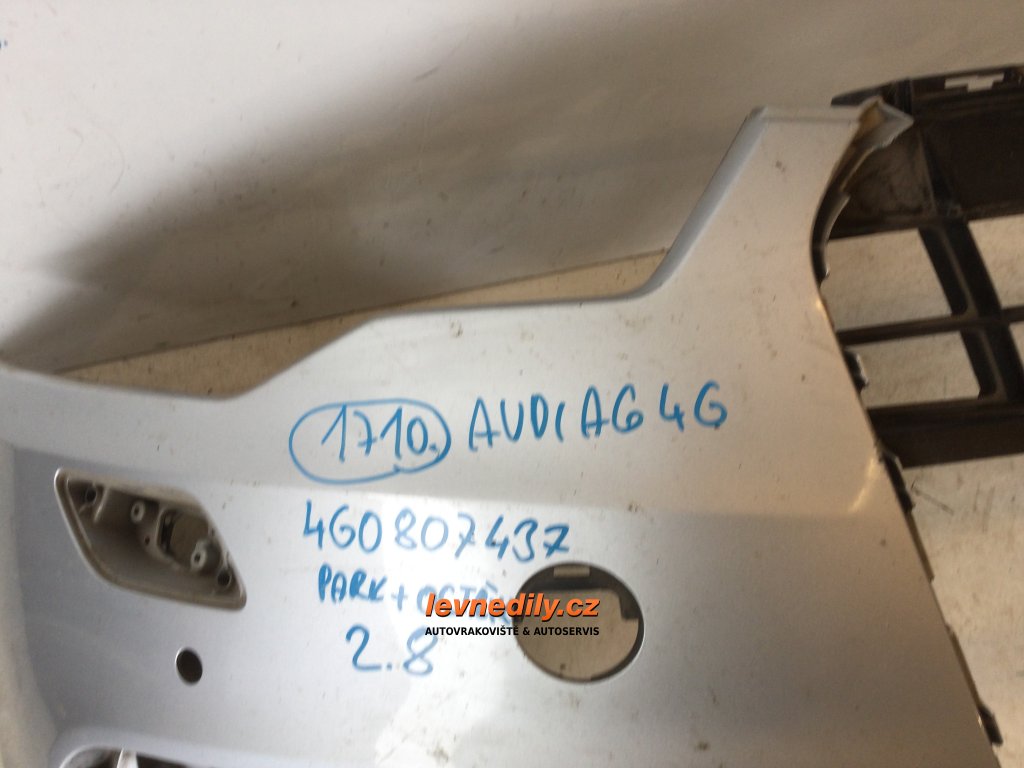 1710. AUDI A6 4G
4G0807437
PARK +
levnedily.cz
AUTOVRAKOVIŠTĚ & AUTOSERVIS
2.8